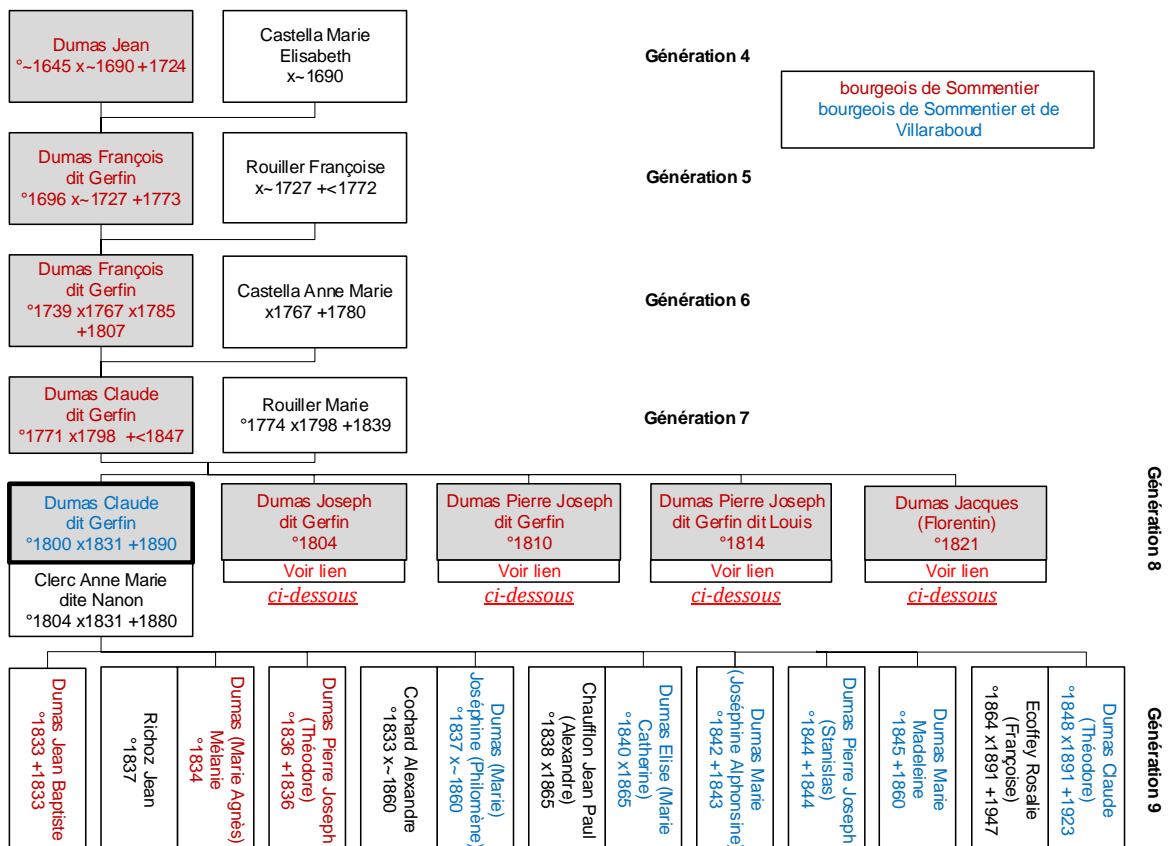 Dumas Jean
°~1645 x~1690 +1724
Castella Marie
Elisabeth
x~1690
Génération 4
bourgeois de Sommentier
bourgeois de Sommentier et de
Villaraboud
Dumas François
dit Gerfin
°1696 x~1727 +1773
Rouiller Françoise
x~1727 +<1772
Génération 5
Dumas François
dit Gerfin
°1739 x1767 x1785
+1807
Castella Anne Marie
x1767 +1780
Génération 6
Dumas Claude
dit Gerfin
°1771 x1798 +<1847
Rouiller Marie
°1774 x1798 +1839
Génération 7
Dumas Claude
dit Gerfin
°1800 x1831 +1890
Dumas Joseph
dit Gerfin
°1804
Voir lien
ci-dessous
Dumas Pierre Joseph
dit Gerfin
°1810
Voir lien
ci-dessous
Dumas Pierre Joseph
dit Gerfin dit Louis
°1814
Voir lien
ci-dessous
Dumas Jacques
(Florentin)
°1821
Voir lien
ci-dessous
Génération 8
Clerc Anne Marie
dite Nanon
°1804 x1831 +1880
Dumas Jean Baptiste
°1833 +1833
Richoz Jean
°1837
Dumas (Marie Agnès)
Mélanie
°1834
Dumas Pierre Joseph
(Théodore)
°1836 +1836
Cochard Alexandre
°1833 x~1860
Dumas (Marie)
Joséphine (Philomène)
°1837 x~1860
Chaufflon Jean Paul
(Alexandre)
°1838 x1865
Dumas Elise (Marie
Catherine)
°1840 x1865
Dumas Marie
(Joséphine Alphonsine)
°1842 +1843
Dumas Pierre Joseph
(Stanislas)
°1844 +1844
Dumas Marie
Madeleine
°1845 +1860
Ecoffey Rosalie
(Françoise)
°1864 x1891 +1947
Dumas Claude
(Théodore)
°1848 x1891 +1923
Génération 9